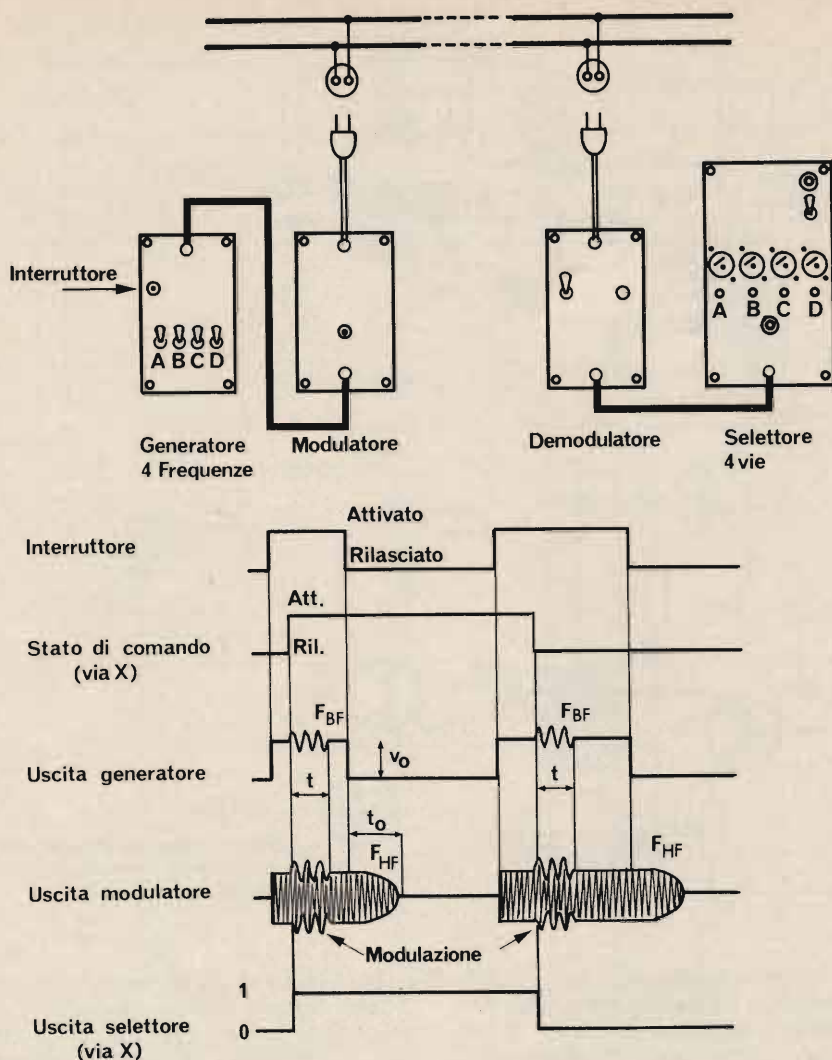 Interruttore
A B C D
A B C D
Generatore
4 Frequenze
Modulatore
Demodulatore
Selettore
4 vie
Attivato
Interruttore
Rilasciato
Att.
Stato di comando
(via X)
Ril.
F_BF
F_BF
Uscita generatore
v_o
t
t
t_o
F_HF
F_HF
Uscita modulatore
Modulazione
1
Uscita selettore
0
(via X)